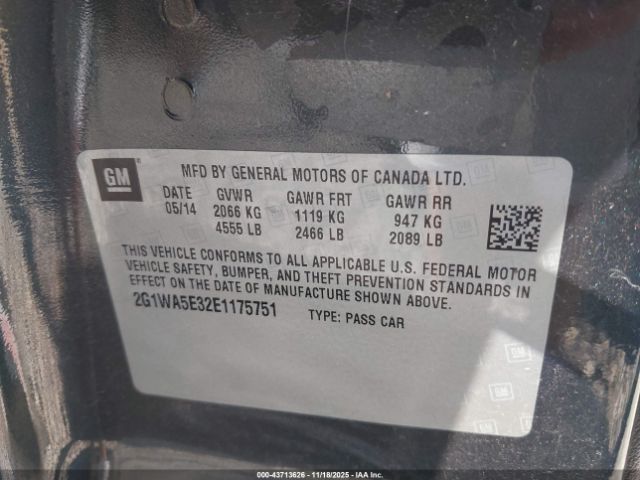 GM
MFD BY GENERAL MOTORS OF CANADA LTD.
DATE GVWR GAWR FRT GAWR RR
05/14 2066 KG 1119 KG 947 KG
4555 LB 2466 LB 2089 LB
THIS VEHICLE CONFORMS TO ALL APPLICABLE U.S. FEDERAL MOTOR
VEHICLE SAFETY, BUMPER, AND THEFT PREVENTION STANDARDS IN
EFFECT ON THE DATE OF MANUFACTURE SHOWN ABOVE.
2G1WA5E32E1175751 TYPE: PASS CAR
GM
000-43713626 - 11/18/2025 - IAA Inc.